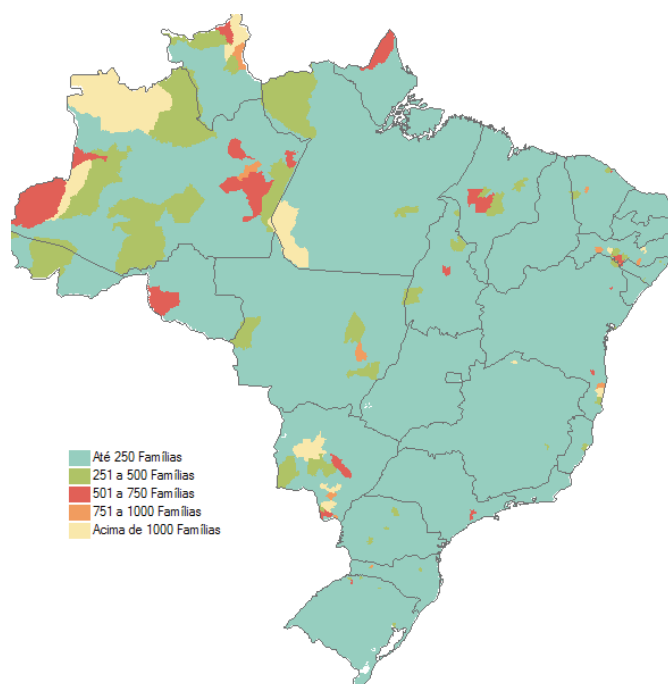 Até 250 Famílias
251 a 500 Famílias
501 a 750 Famílias
751 a 1000 Famílias
Acima de 1000 Famílias